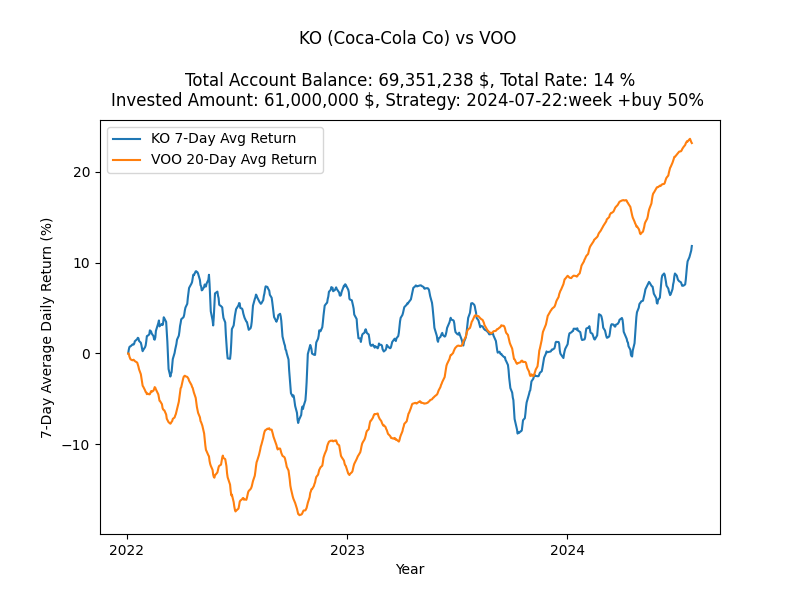 KO (Coca-Cola Co) vs VOO
Total Account Balance: 69,351,238 $, Total Rate: 14 %
Invested Amount: 61,000,000 $, Strategy: 2024-07-22:week +buy 50%
KO 7-Day Avg Return
VOO 20-Day Avg Return
7-Day Average Daily Return (%)
20
10
0
−10
2022
2023
2024
Year